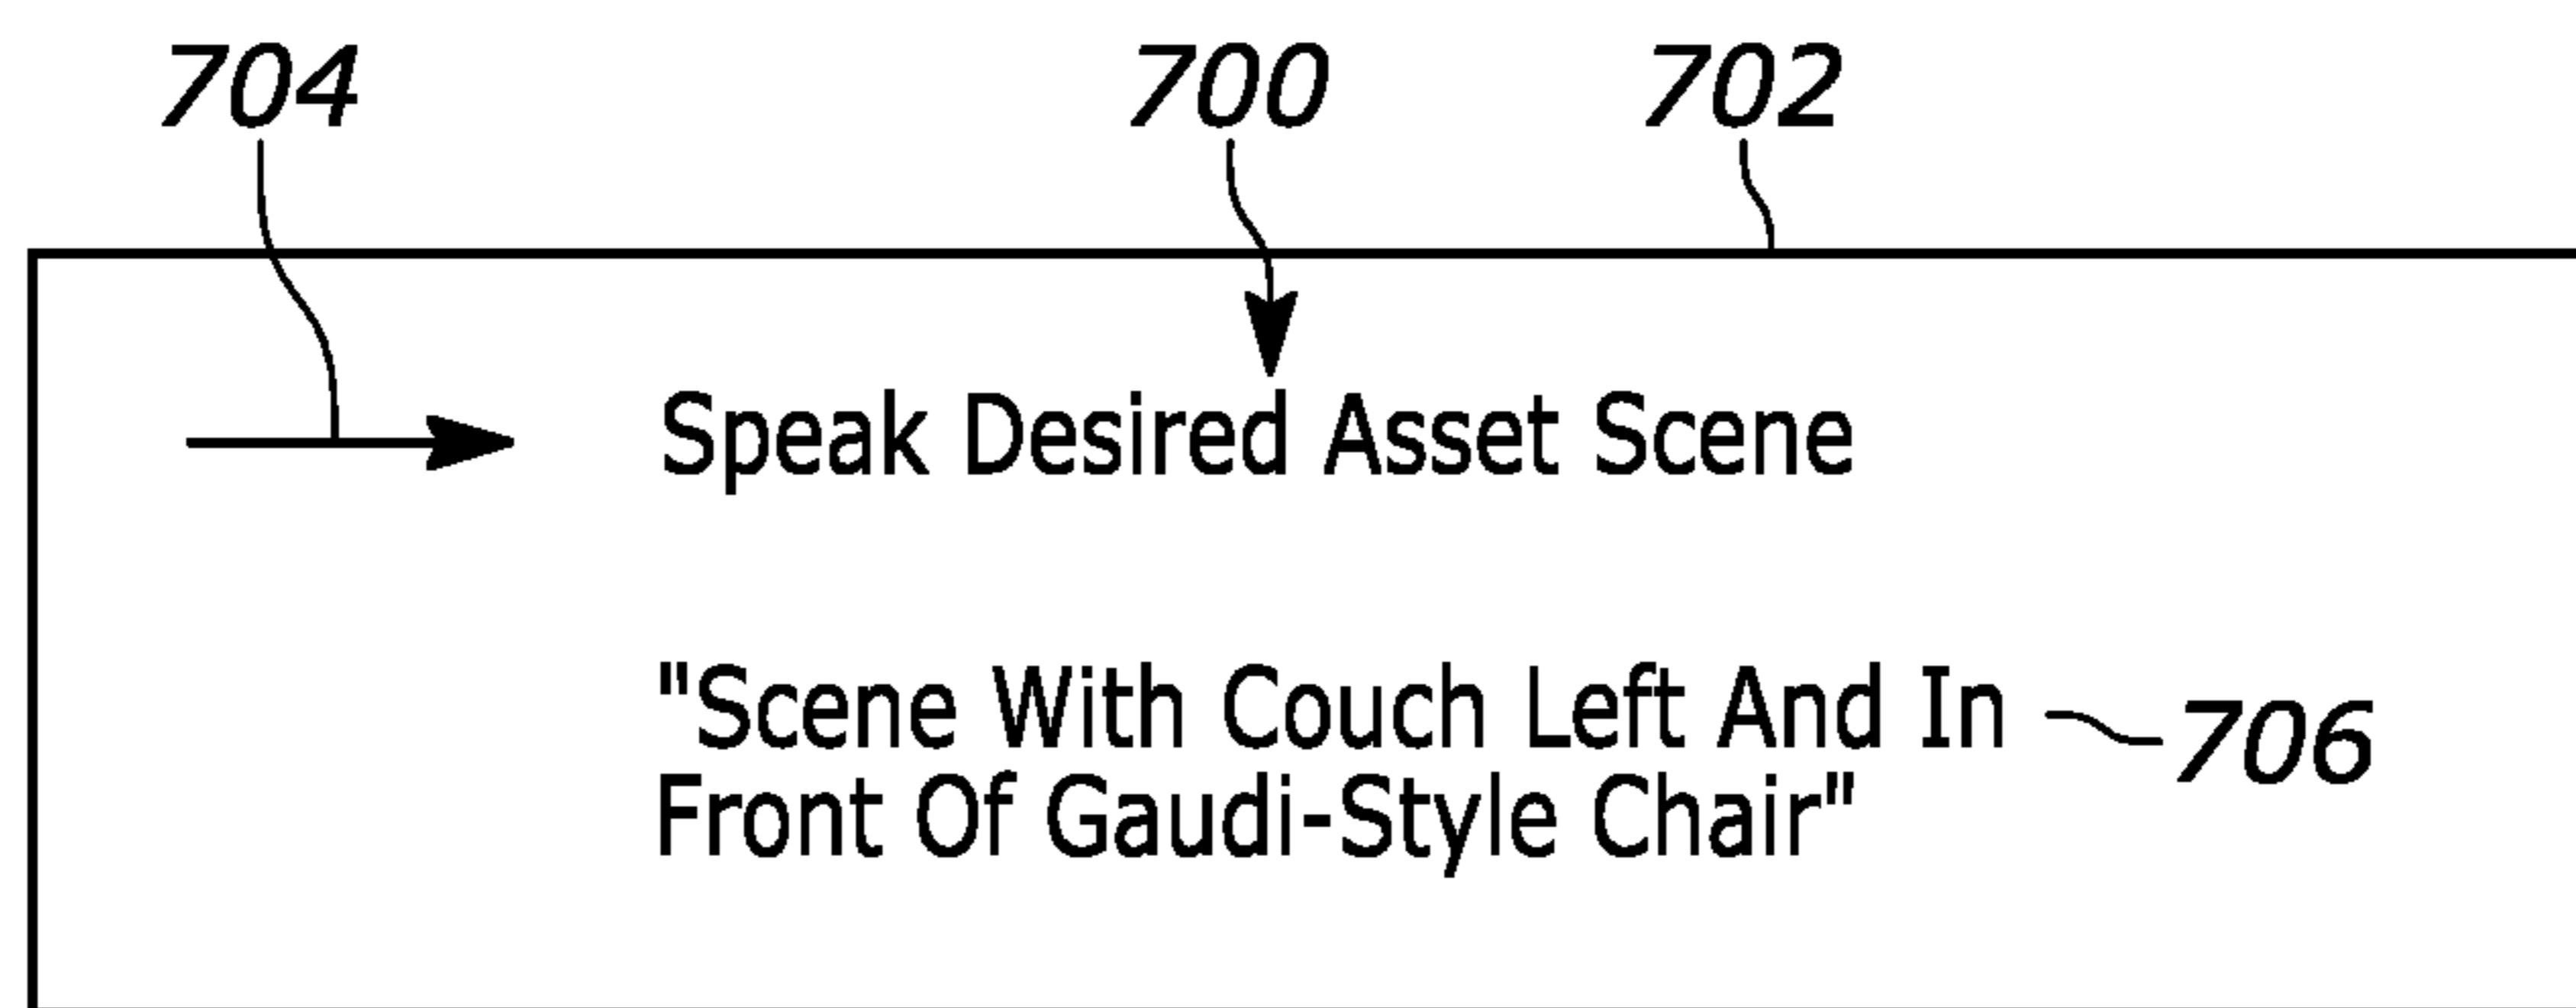 704 700 702
Speak Desired Asset Scene
"Scene With Couch Left And In 706
Front Of Gaudi-Style Chair"